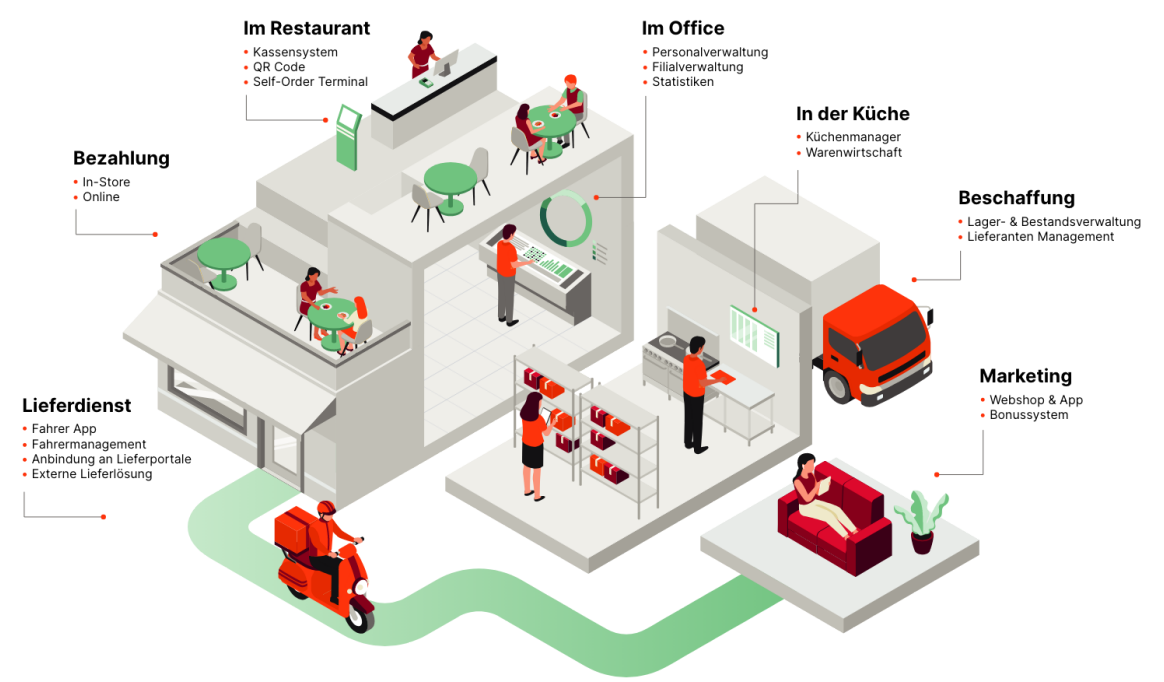 Im Restaurant
Kassensystem
QR Code
Self-Order Terminal
Im Office
Personalverwaltung
Filialverwaltung
Statistiken
In der Küche
Küchenmanager
Warenwirtschaft
Bezahlung
In-Store
Online
Beschaffung
Lager- & Bestandsverwaltung
Lieferanten Management
Marketing
Webshop & App
Bonussystem
Lieferdienst
Fahrer App
Fahrermanagement
Anbindung an Lieferportale
Externe Lieferlösung